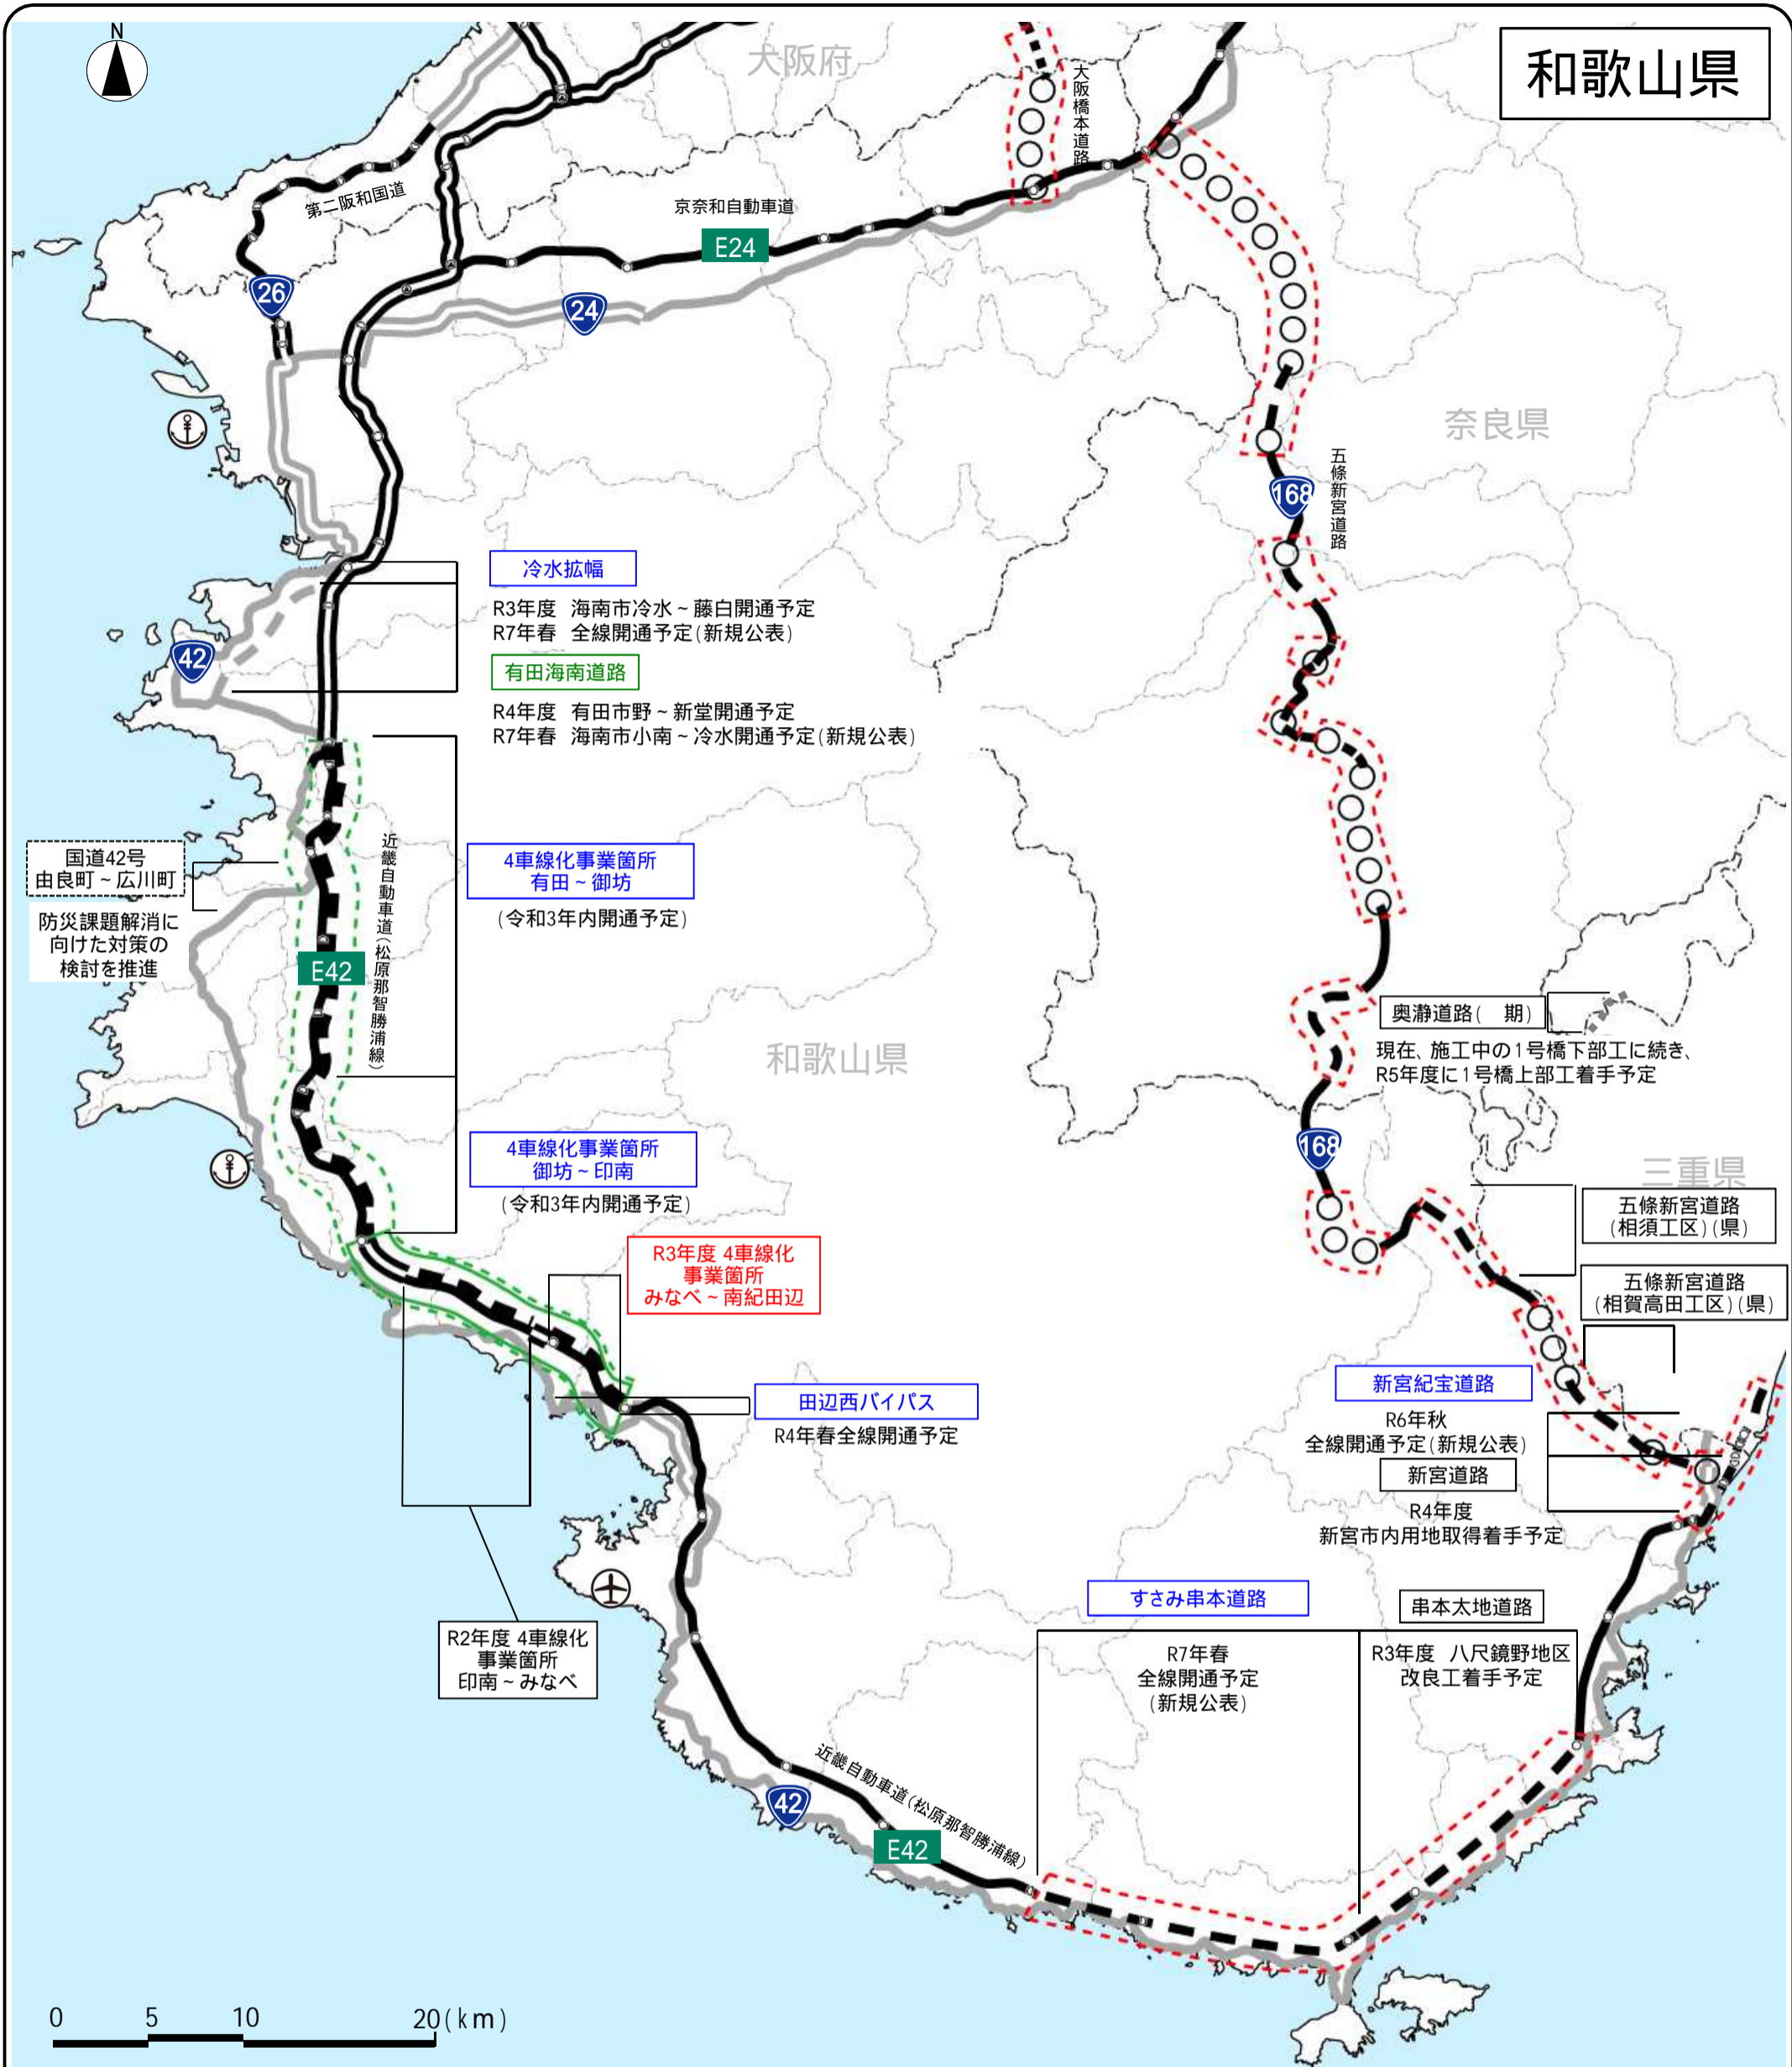 和歌山県
N
大阪府
大阪橋本道路
第二阪和国道
京奈和自動車道
E24
26
24
奈良県
五條新宮道路
168
冷水拡幅
R3年度 海南市冷水~藤白開通予定
R7年春 全線開通予定(新規公表)
42
有田海南道路
R4年度 有田市野~新堂開通予定
R7年春 海南市小南~冷水開通予定(新規公表)
国道42号
由良町~広川町
防災課題解消に
向けた対策の
検討を推進
近畿自動車道(松原那智勝浦線)
4車線化事業箇所
有田~御坊
(令和3年内開通予定)
E42
和歌山県
奥瀞道路( 期)
現在、施工中の1号橋下部工に続き、
R5年度に1号橋上部工着手予定
4車線化事業箇所
御坊~印南
(令和3年内開通予定)
168
三重県
五條新宮道路
(相須工区)(県)
R3年度 4車線化
事業箇所
みなべ~南紀田辺
五條新宮道路
(相賀高田工区)(県)
田辺西バイパス
R4年春全線開通予定
新宮紀宝道路
R6年秋
全線開通予定(新規公表)
新宮道路
R4年度
新宮市内用地取得着手予定
R2年度 4車線化
事業箇所
印南~みなべ
すさみ串本道路
R7年春
全線開通予定
(新規公表)
串本太地道路
R3年度 八尺鏡野地区
改良工着手予定
近畿自動車道(松原那智勝浦線)
42
E42
0 5 10 20(km)